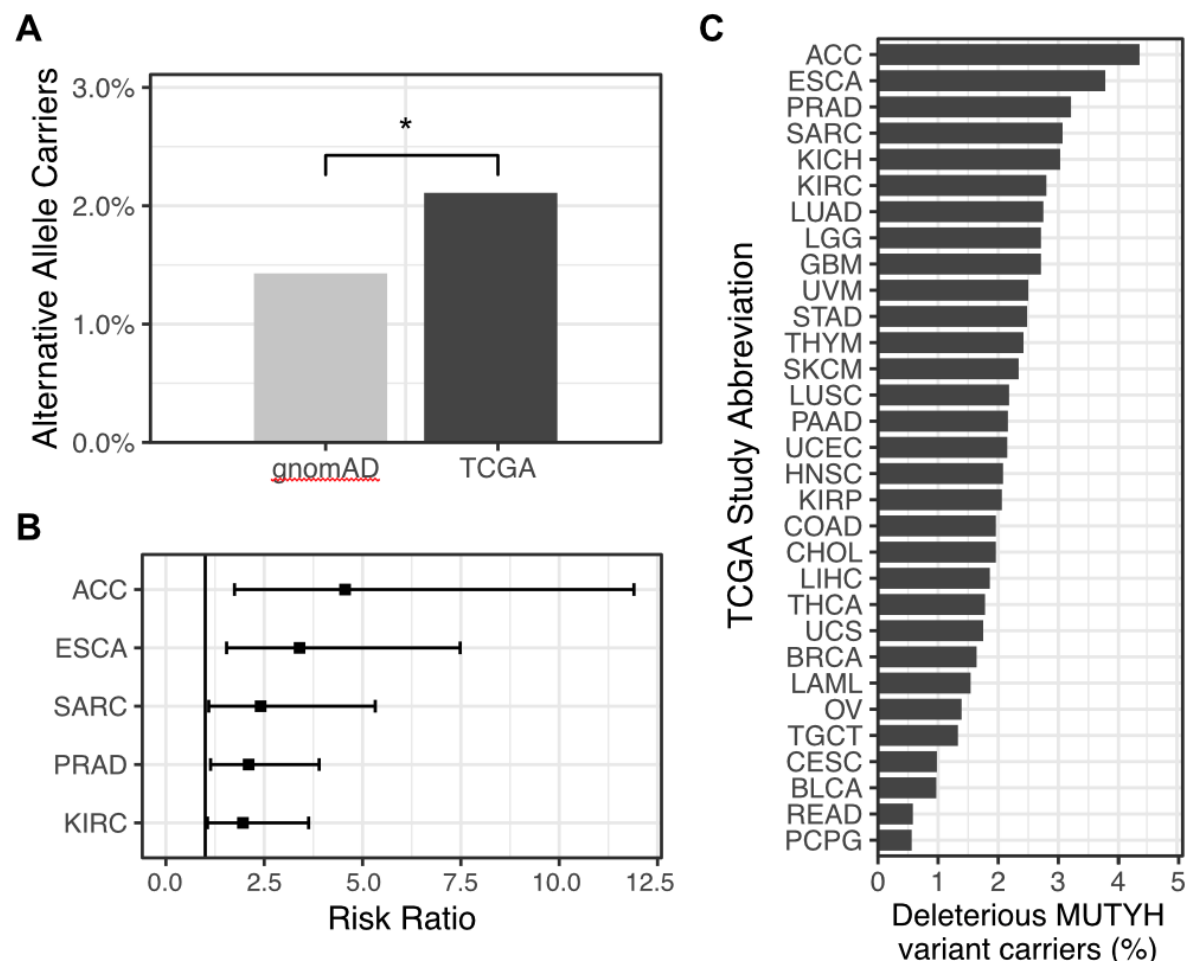 A
Alternative Allele Carriers
3.0%
2.0%
1.0%
0.0%
*
gnomAD
TCGA
B
ACC
ESCA
SARC
PRAD
KIRC
0.0
2.5
5.0
7.5
10.0
12.5
Risk Ratio
C
TCGA Study Abbreviation
ACC
ESCA
PRAD
SARC
KICH
KIRC
LUAD
LGG
GBM
UVM
STAD
THYM
SKCM
LUSC
PAAD
UCEC
HNSC
KIRP
COAD
CHOL
LIHC
THCA
UCS
BRCA
LAML
OV
TGCT
CESC
BLCA
READ
PCPG
0
1
2
3
4
5
Deleterious MUTYH
variant carriers (%)